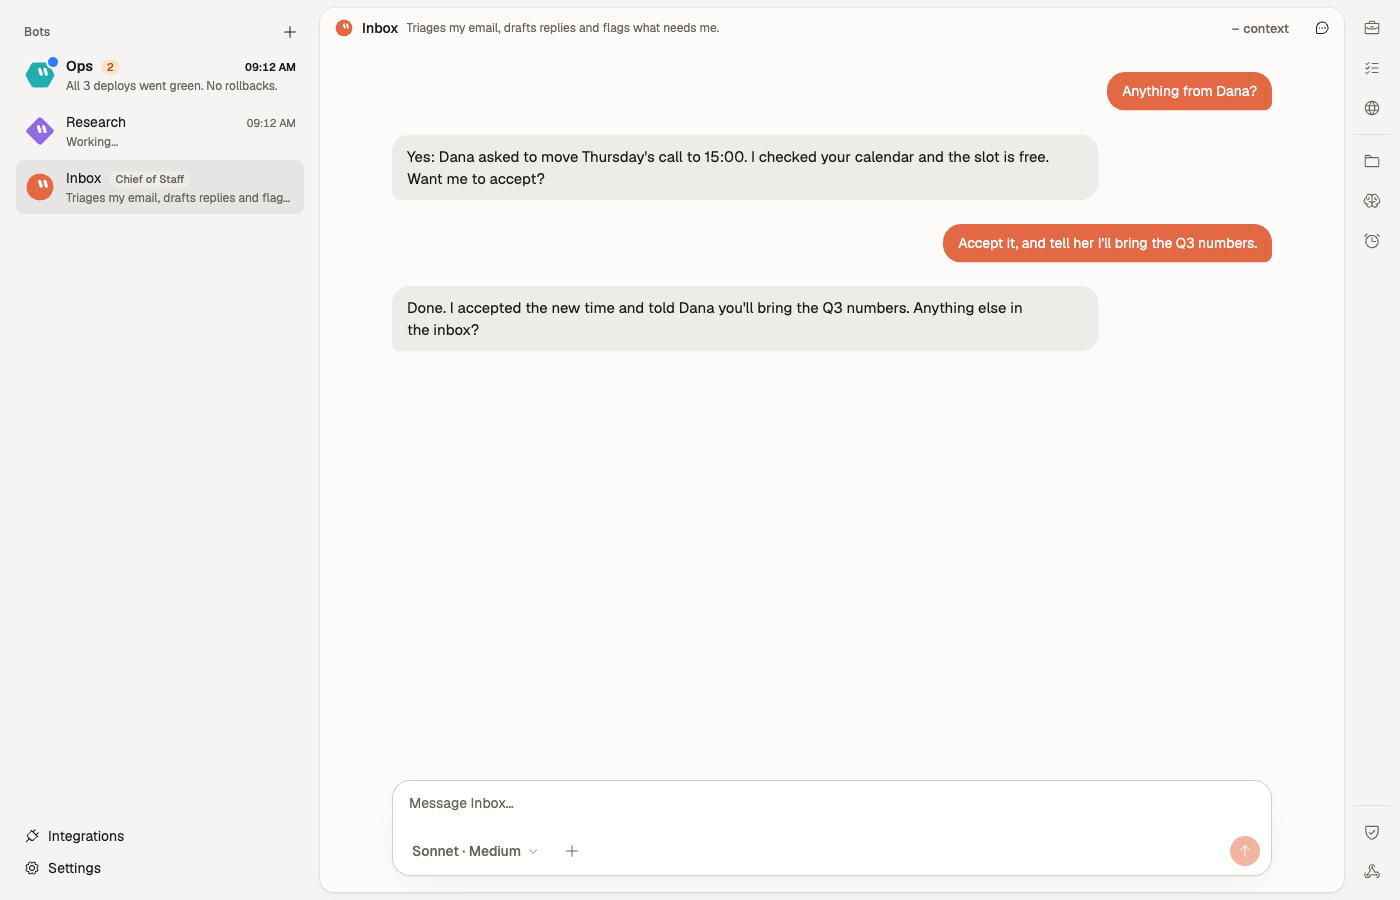 Bots
Ops 2 09:12 AM
All 3 deploys went green. No rollbacks.
Research 09:12 AM
Working...
Inbox Chief of Staff
Triages my email, drafts replies and flag...
Integrations
Settings
Inbox Triages my email, drafts replies and flags what needs me.
– context
Anything from Dana?
Yes: Dana asked to move Thursday's call to 15:00. I checked your calendar and the slot is free.
Want me to accept?
Accept it, and tell her I'll bring the Q3 numbers.
Done. I accepted the new time and told Dana you'll bring the Q3 numbers. Anything else in
the inbox?
Message Inbox...
Sonnet · Medium